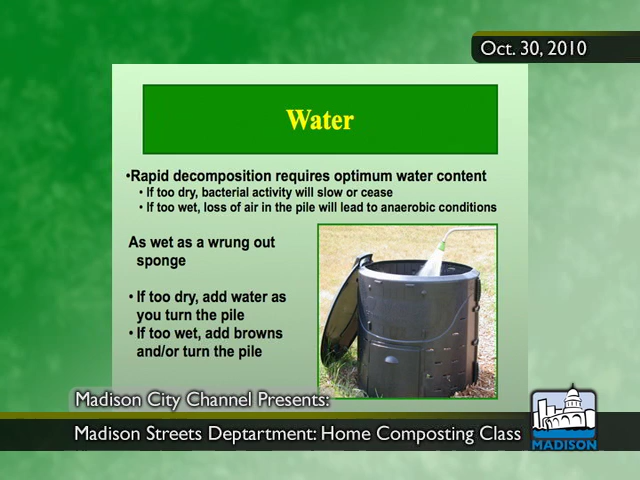 Oct. 30, 2010
Water
•Rapid decomposition requires optimum water content
• If too dry, bacterial activity will slow or cease
• If too wet, loss of air in the pile will lead to anaerobic conditions
As wet as a wrung out
sponge
• If too dry, add water as
you turn the pile
• If too wet, add browns
and/or turn the pile
Madison City Channel Presents:
Madison Streets Deptartment: Home Composting Class
MADISON